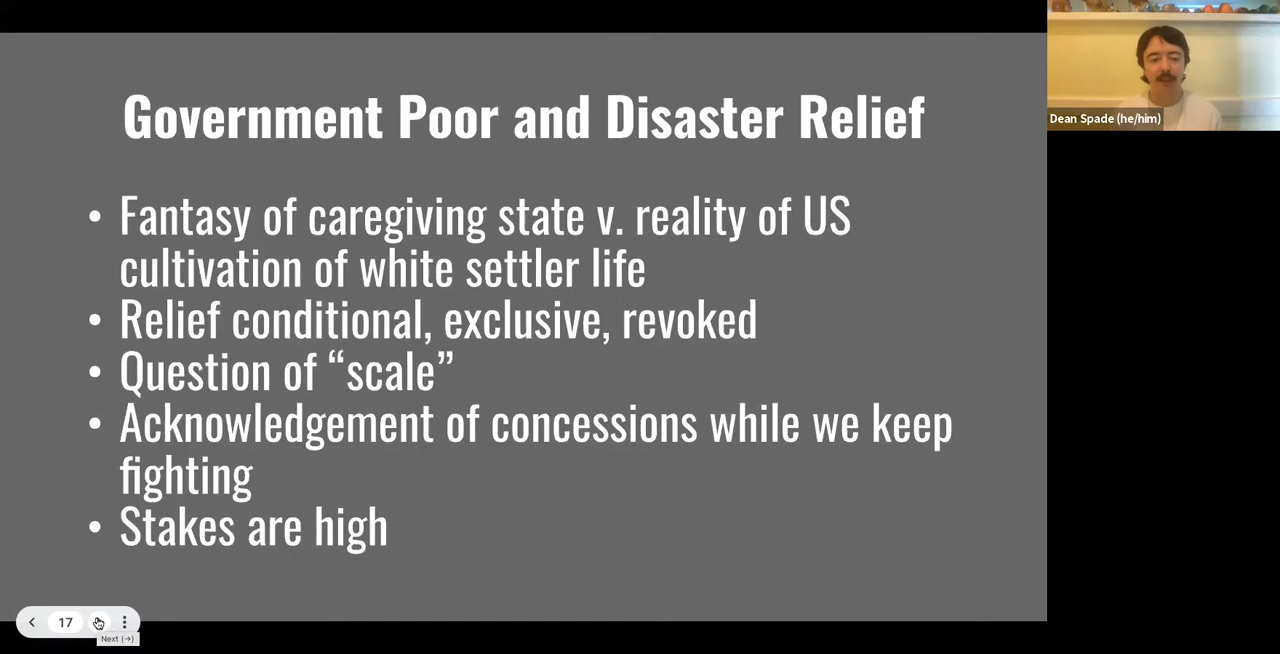 Government Poor and Disaster Relief
• Fantasy of caregiving state v. reality of US
cultivation of white settler life
• Relief conditional, exclusive, revoked
• Question of “scale”
• Acknowledgement of concessions while we keep
fighting
• Stakes are high
Dean Spade (he/him)
17
Next (→)